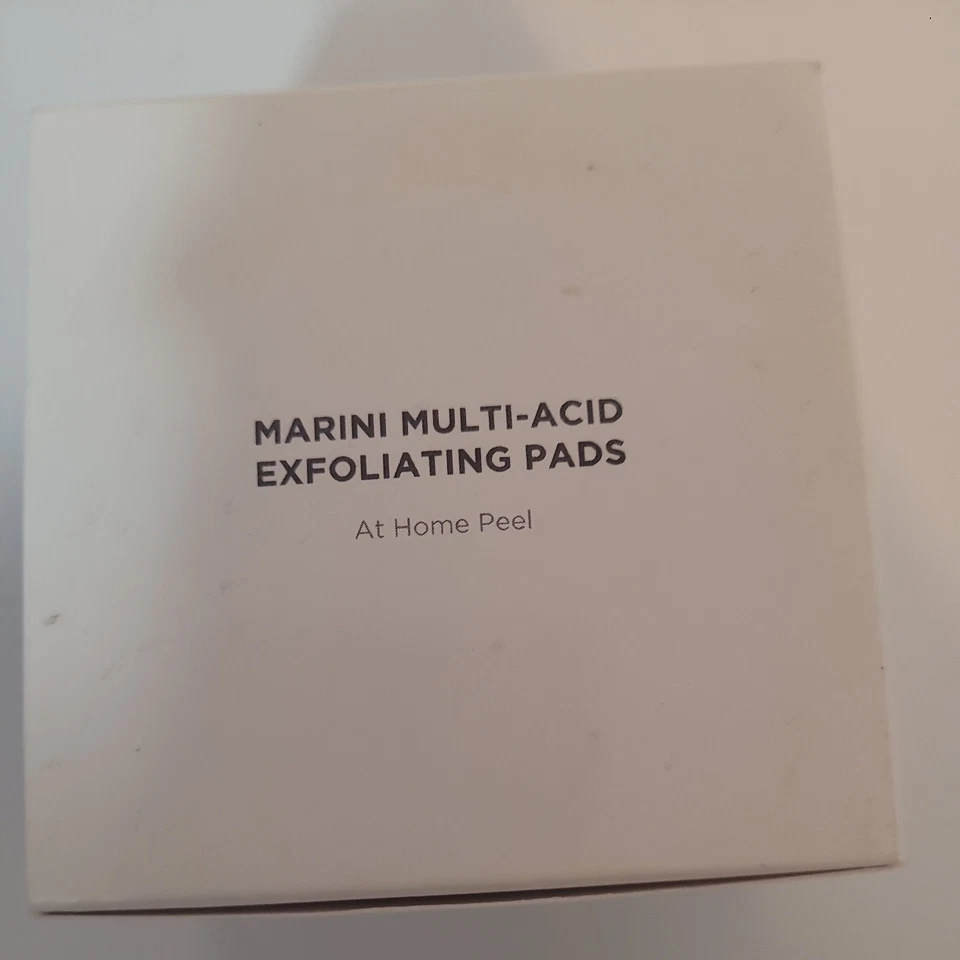 MARINI MULTI-ACID
EXFOLIATING PADS
At Home Peel